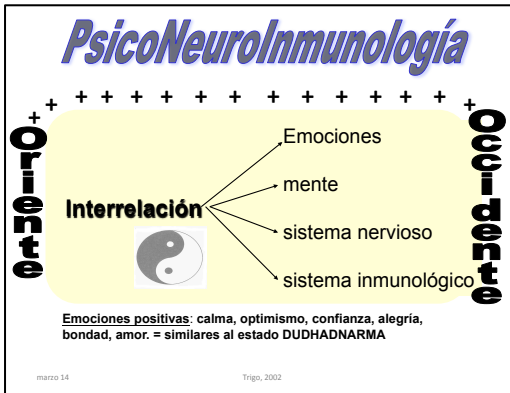 PsicoNeuroInmunología
+ + + + + + + + + + + + + + + +
Oriente
Occidente
Emociones
mente
Interrelación
sistema nervioso
sistema inmunológico
Emociones positivas: calma, optimismo, confianza, alegría,
bondad, amor. = similares al estado DUDHADNARMA
marzo 14
Trigo, 2002